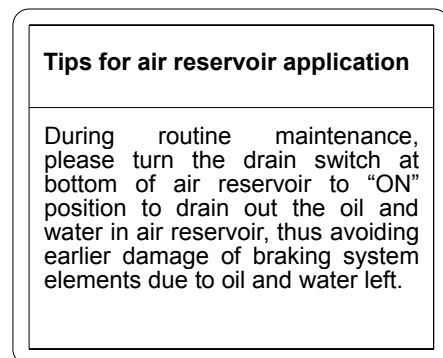 Tips for air reservoir application
During routine maintenance,
please turn the drain switch at
bottom of air reservoir to “ON”
position to drain out the oil and
water in air reservoir, thus avoiding
earlier damage of braking system
elements due to oil and water left.